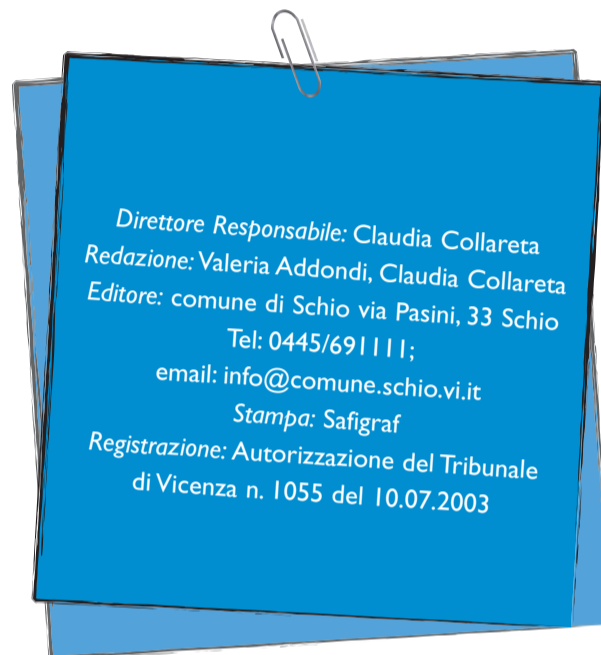 Direttore Responsabile: Claudia Collareta
Redazione: Valeria Addondi, Claudia Collareta
Editore: comune di Schio via Pasini, 33 Schio
Tel: 0445/691111;
email: info@comune.schio.vi.it
Stampa: Safigraf
Registrazione: Autorizzazione del Tribunale
di Vicenza n. 1055 del 10.07.2003